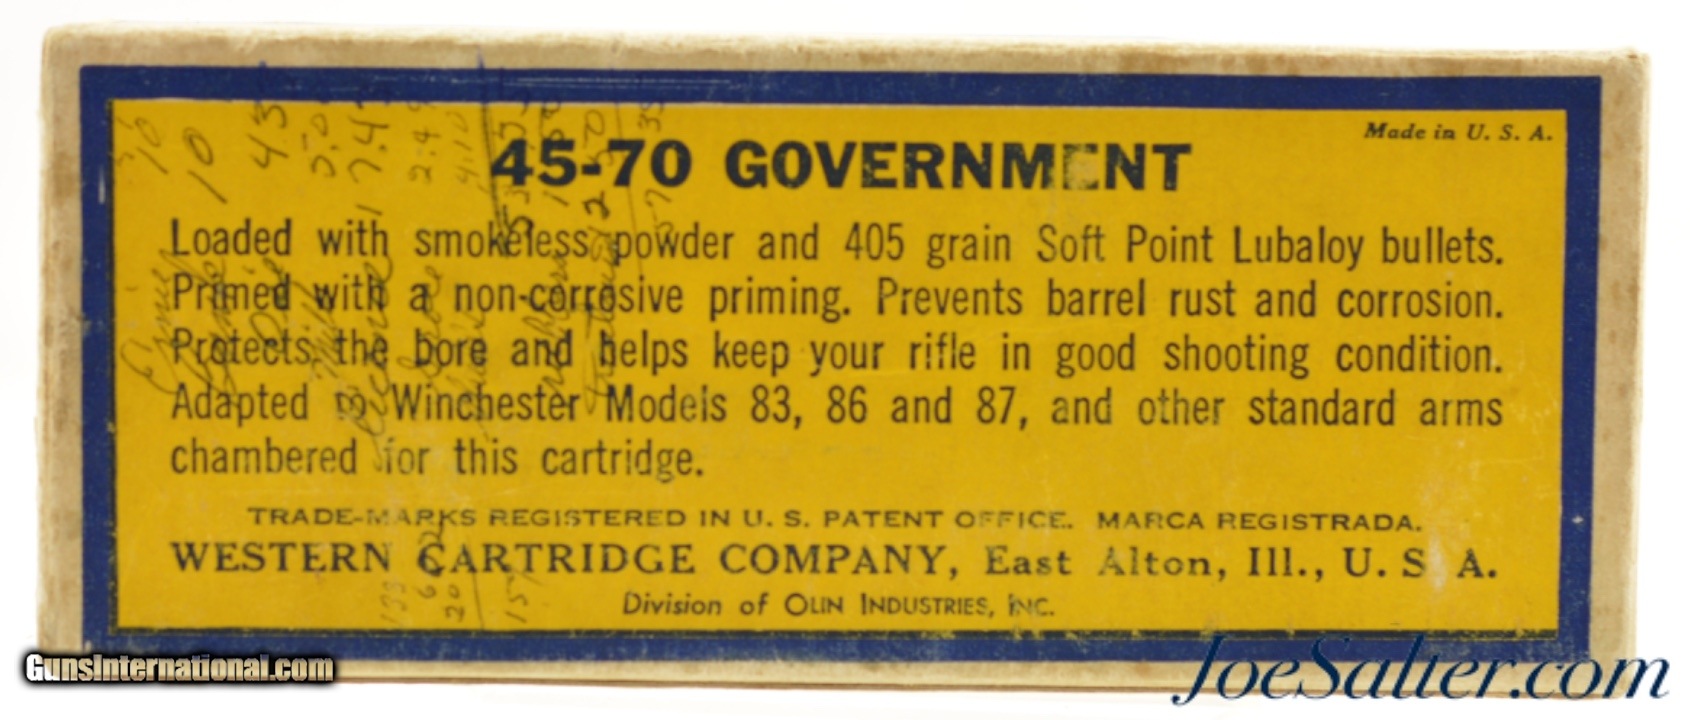 Made in U. S. A.
45-70 GOVERNMENT
Loaded with smokeless powder and 405 grain Soft Point Lubaloy bullets.
Primed with a non-corrosive priming. Prevents barrel rust and corrosion.
Protects the bore and helps keep your rifle in good shooting condition.
Adapted to Winchester Models 83, 86 and 87, and other standard arms
chambered for this cartridge.
TRADE-MARKS REGISTERED IN U. S. PATENT OFFICE. MARCA REGISTRADA.
WESTERN CARTRIDGE COMPANY, East Alton, Ill., U. S. A.
Division of OLIN INDUSTRIES, INC.
GunsInternational.com
JoeSalter.com